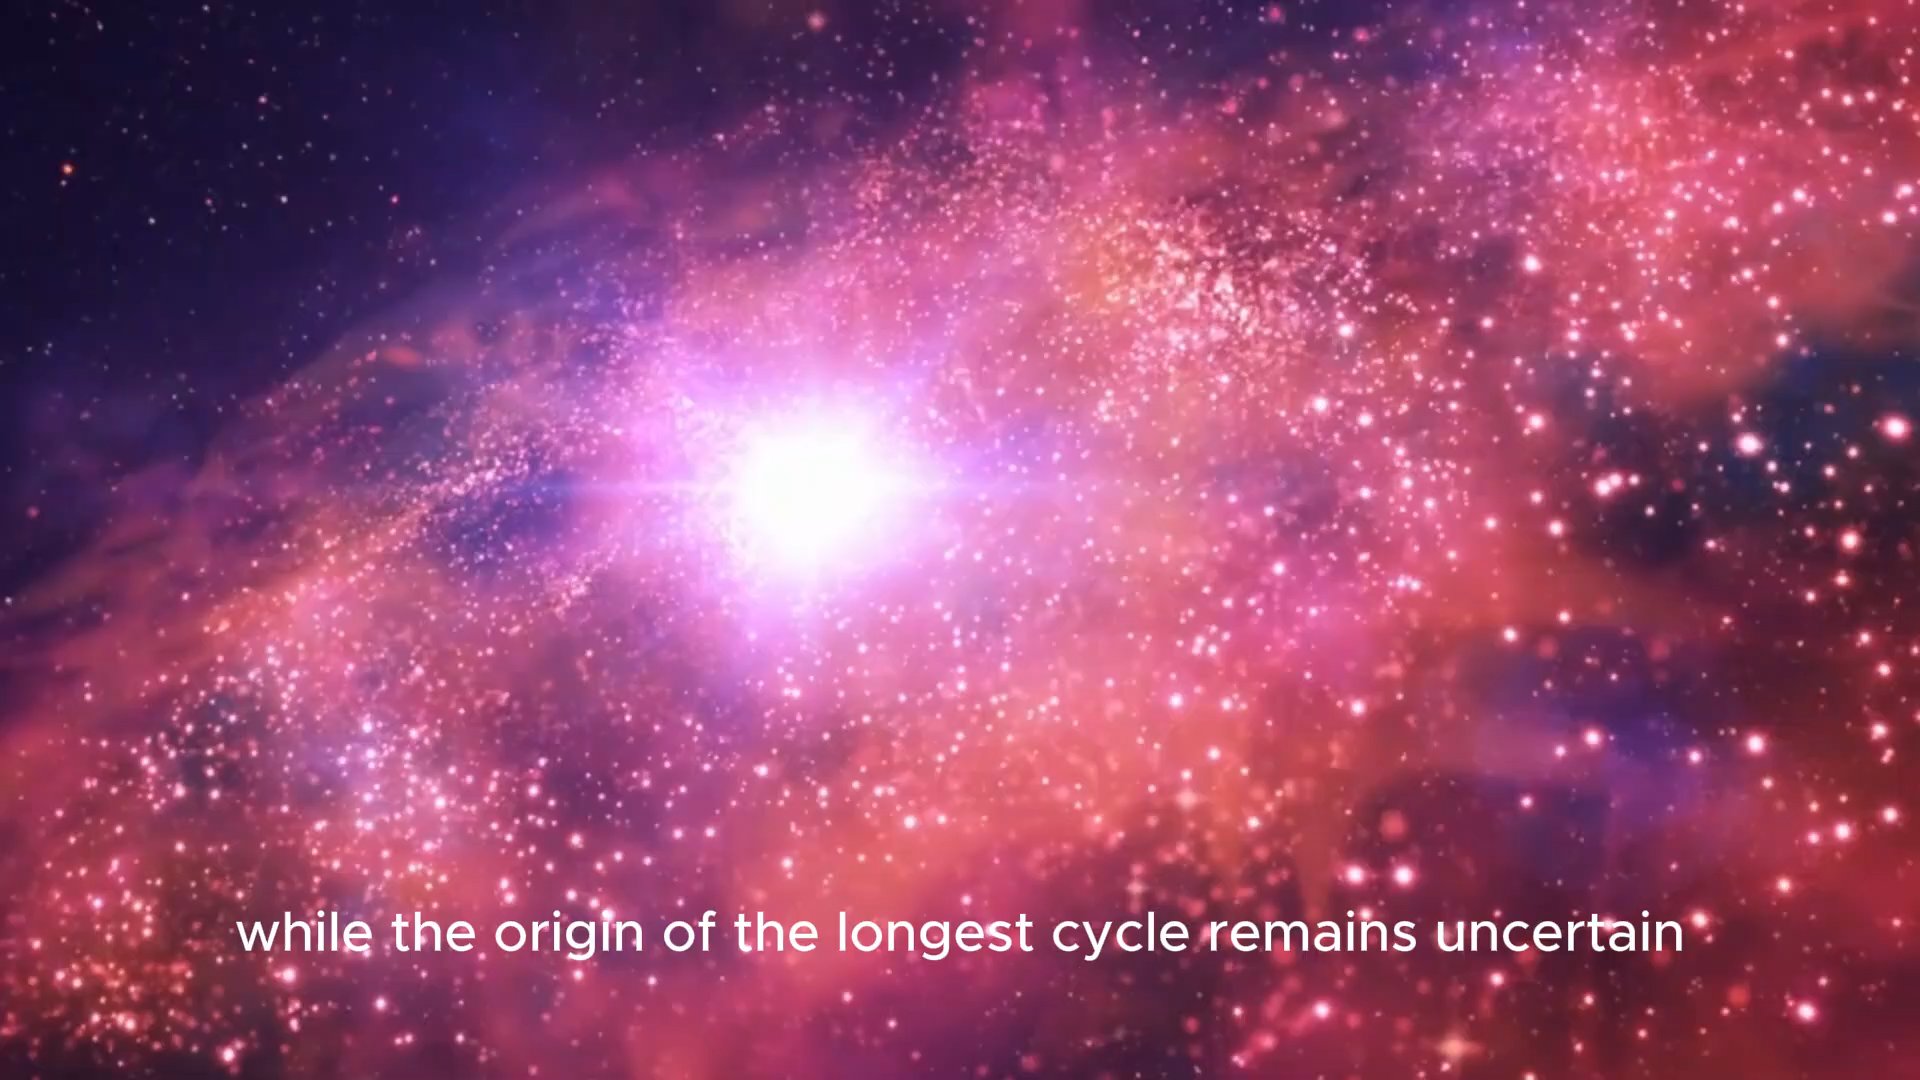 while the origin of the longest cycle remains uncertain